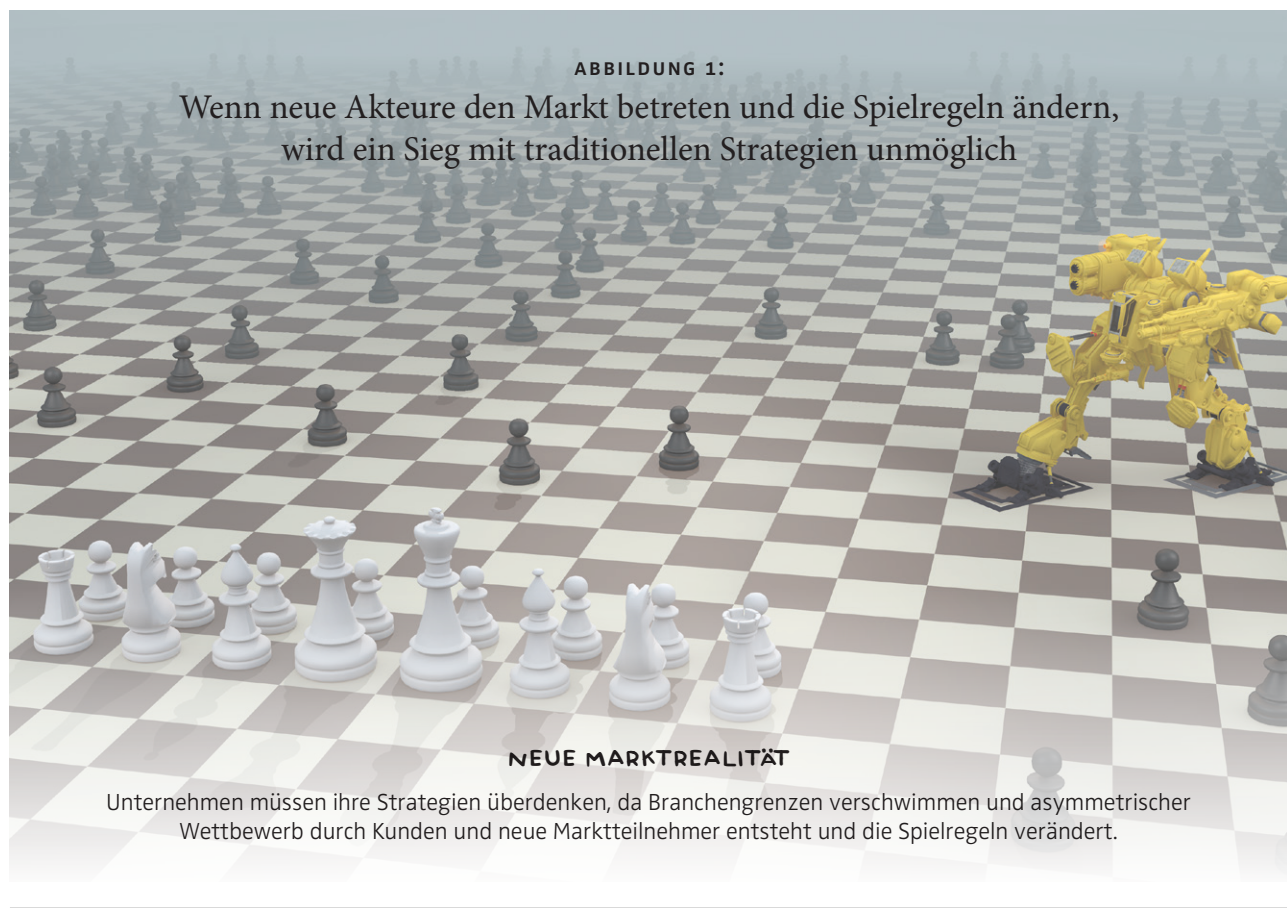 ABBILDUNG 1:
Wenn neue Akteure den Markt betreten und die Spielregeln ändern,
wird ein Sieg mit traditionellen Strategien unmöglich
NEUE MARKTREALITÄT
Unternehmen müssen ihre Strategien überdenken, da Branchengrenzen verschwimmen und asymmetrischer
Wettbewerb durch Kunden und neue Marktteilnehmer entsteht und die Spielregeln verändert.